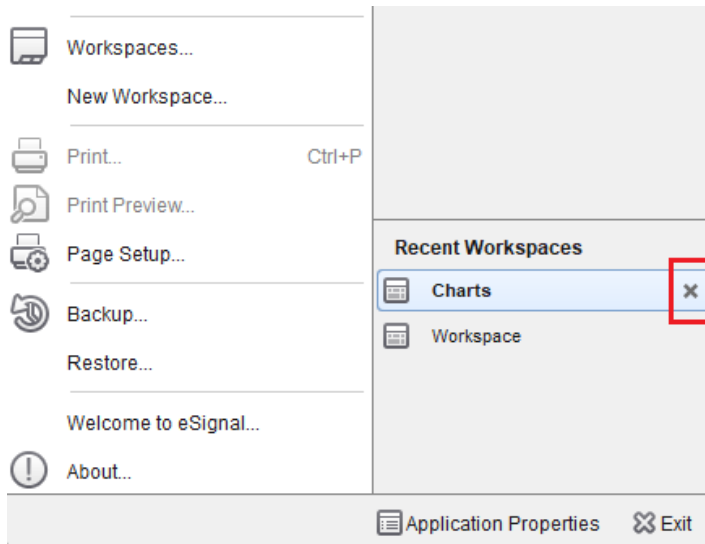 Workspaces...
New Workspace...
Print... Ctrl+P
Print Preview...
Page Setup...
Backup...
Restore...
Welcome to eSignal...
About...
Recent Workspaces
Charts
Workspace
Application Properties
Exit